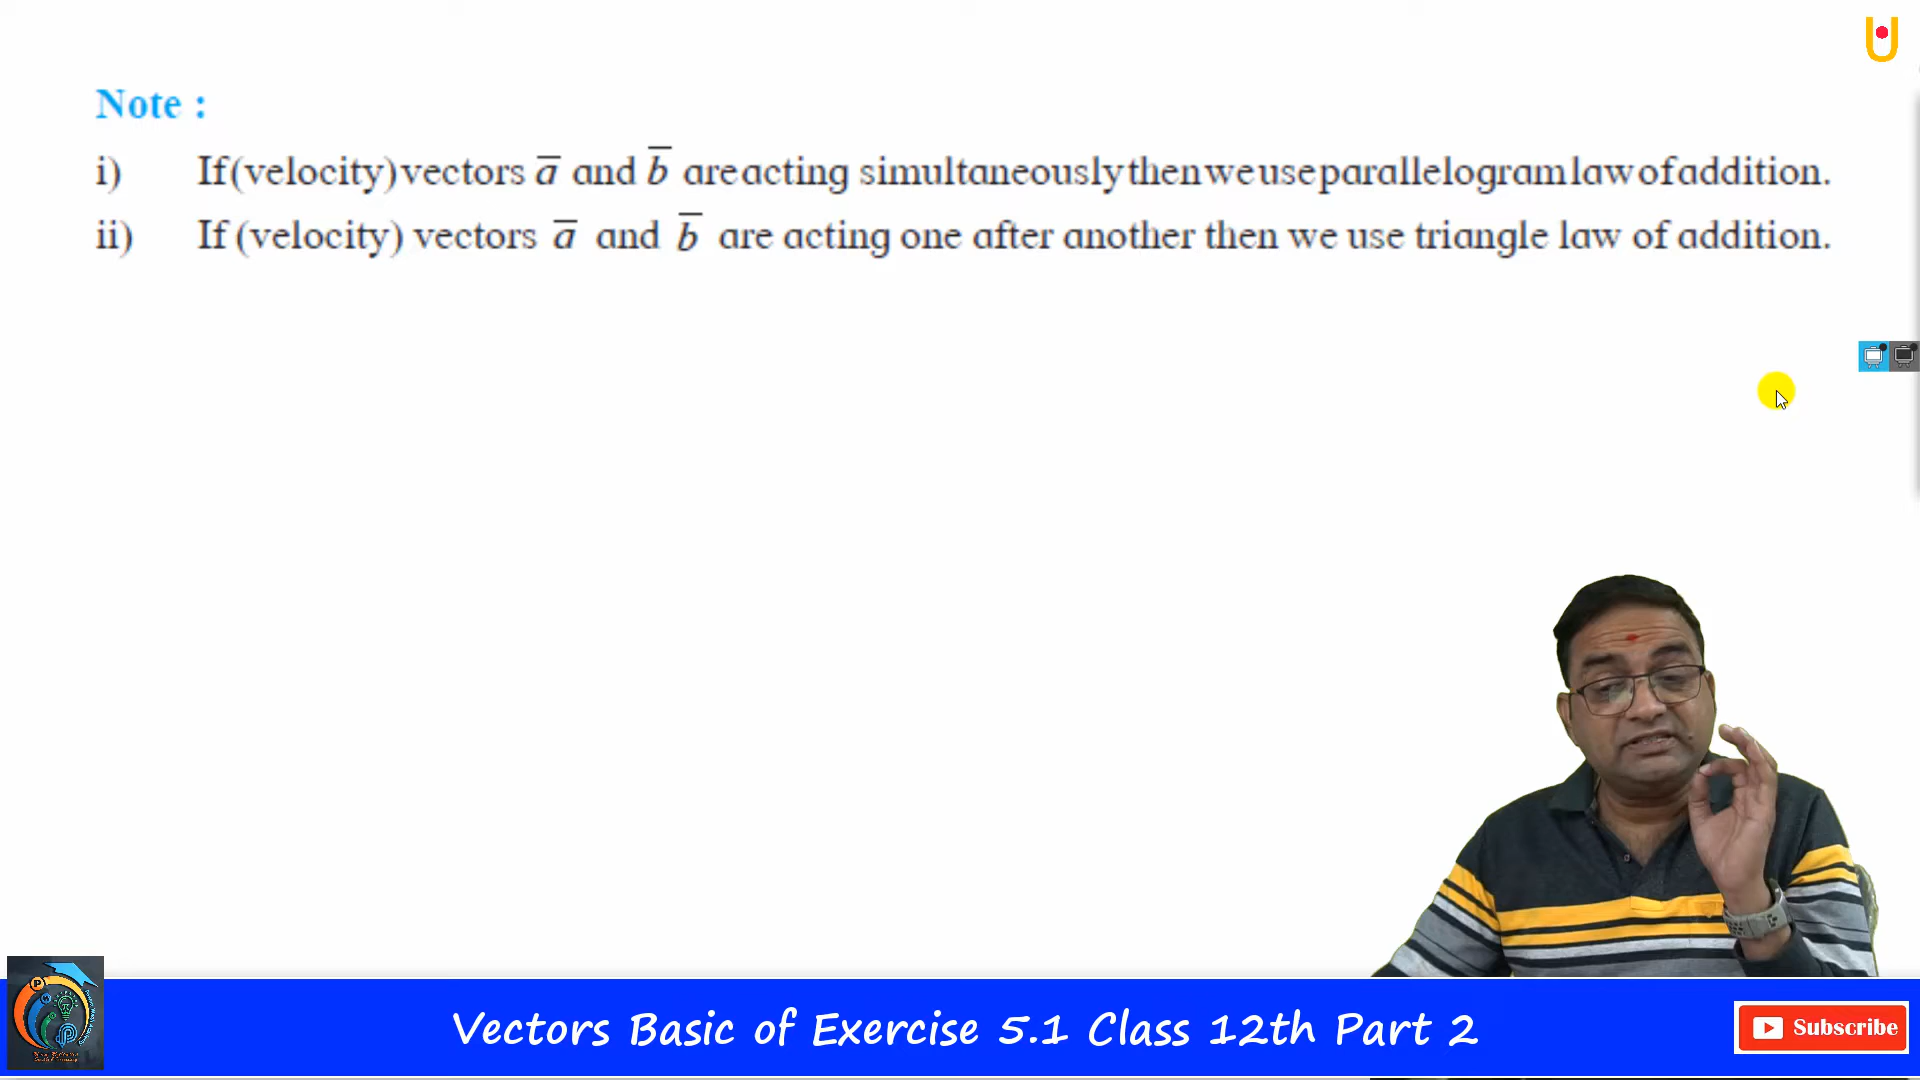 Note :
i) If (velocity) vectors a̅ and b̅ are acting simultaneously then we use parallelogram law of addition.
ii) If (velocity) vectors a̅ and b̅ are acting one after another then we use triangle law of addition.
Vectors Basic of Exercise 5.1 Class 12th Part 2
Subscribe